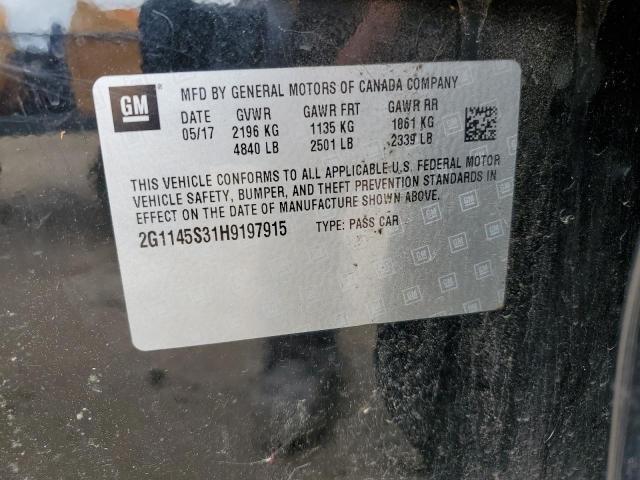 GM
MFD BY GENERAL MOTORS OF CANADA COMPANY
DATE GVWR GAWR FRT GAWR RR
05/17 2196 KG 1135 KG 1061 KG
4840 LB 2501 LB 2339 LB
THIS VEHICLE CONFORMS TO ALL APPLICABLE U.S. FEDERAL MOTOR
VEHICLE SAFETY, BUMPER, AND THEFT PREVENTION STANDARDS IN
EFFECT ON THE DATE OF MANUFACTURE SHOWN ABOVE.
2G1145S31H9197915 TYPE: PASS CAR